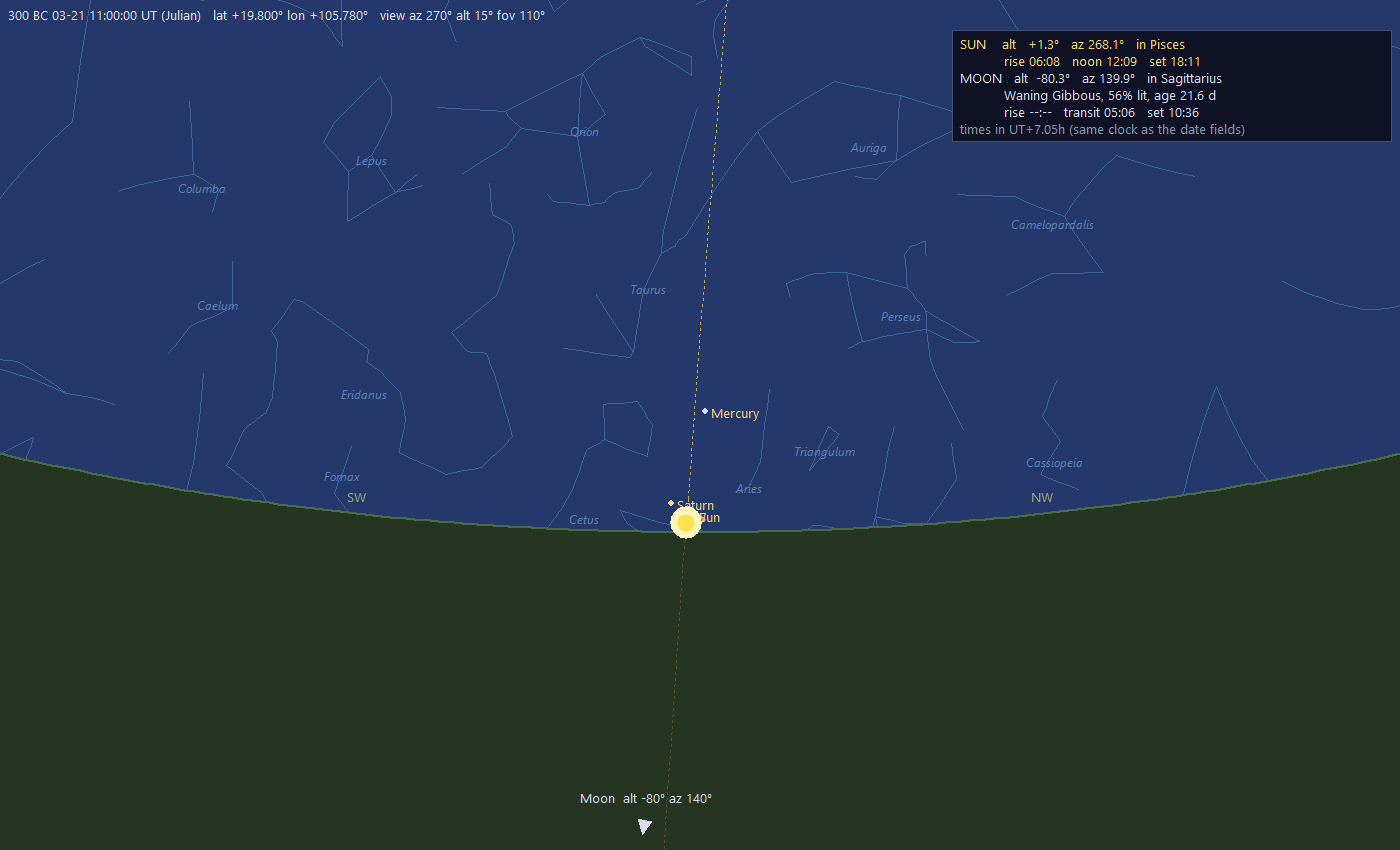 300 BC 03-21 11:00:00 UT (Julian) lat +19.800° lon +105.780° view az 270° alt 15° fov 110°
SUN alt +1.3° az 268.1° in Pisces
rise 06:08 noon 12:09 set 18:11
MOON alt -80.3° az 139.9° in Sagittarius
Waning Gibbous, 56% lit, age 21.6 d
rise --:-- transit 05:06 set 10:36
times in UT+7.05h (same clock as the date fields)
Orion
Auriga
Lepus
Columba
Camelopardalis
Taurus
Caelum
Perseus
Eridanus
Mercury
Triangulum
Cassiopeia
Fornax
Aries
SW
NW
Saturn
Sun
Cetus
Moon alt -80° az 140°